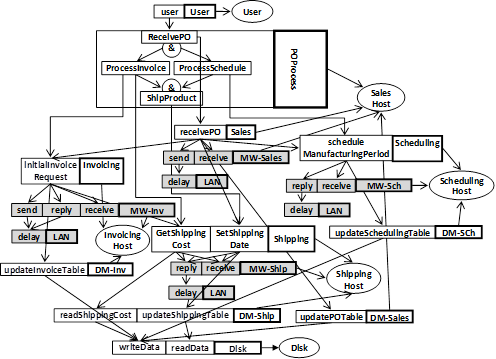 user User User
ReceivePO
&
ProcessInvoice ProcessSchedule
POProcess
&
ShipProduct
Sales
Host
receivePO Sales
schedule
ManufacturingPeriod
Scheduling
send receive MW-Sales
InitialInvoice
Request
Invoicing
delay LAN
reply receive MW-Sch
Scheduling
Host
send reply receive MW-Inv
delay LAN
delay LAN
Invoicing
Host
GetShipping
Cost
SetShipping
Date
Shipping
updateSchedulingTable DM-Sch
updateInvoiceTable DM-Inv
reply receive MW-Ship
Shipping
Host
delay LAN
readShippingCost updateShippingTable DM-Ship
updatePOTable DM-Sales
writeData readData Disk Disk